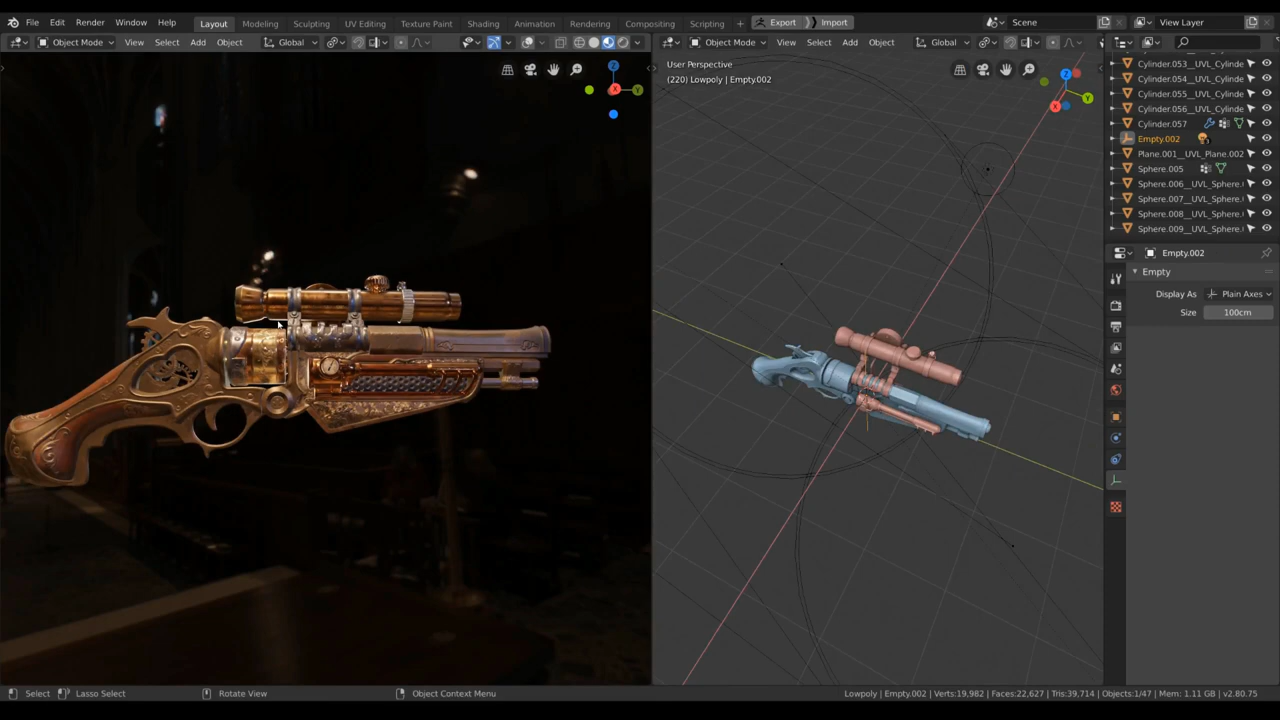 File Edit Render Window Help Layout Modeling Sculpting UV Editing Texture Paint Shading Animation Rendering Compositing Scripting + Export Import Scene View Layer
Object Mode View Select Add Object Global
Object Mode View Select Add Object Global
User Perspective
(220) Lowpoly | Empty.002
Z
X
Y
Z
Y
X
Cylinder.053__UVL_Cylinde
Cylinder.054__UVL_Cylinde
Cylinder.055__UVL_Cylinde
Cylinder.056__UVL_Cylinde
Cylinder.057
Empty.002
Plane.001__UVL_Plane.002
Sphere.005
Sphere.006__UVL_Sphere.
Sphere.007__UVL_Sphere.
Sphere.008__UVL_Sphere.
Sphere.009__UVL_Sphere.
Empty.002
Empty
Display As Plain Axes
Size 100cm
Select Lasso Select Rotate View Object Context Menu Lowpoly | Empty.002 | Verts:19,982 | Faces:22,627 | Tris:39,714 | Objects:1/47 | Mem: 1.11 GB | v2.80.75